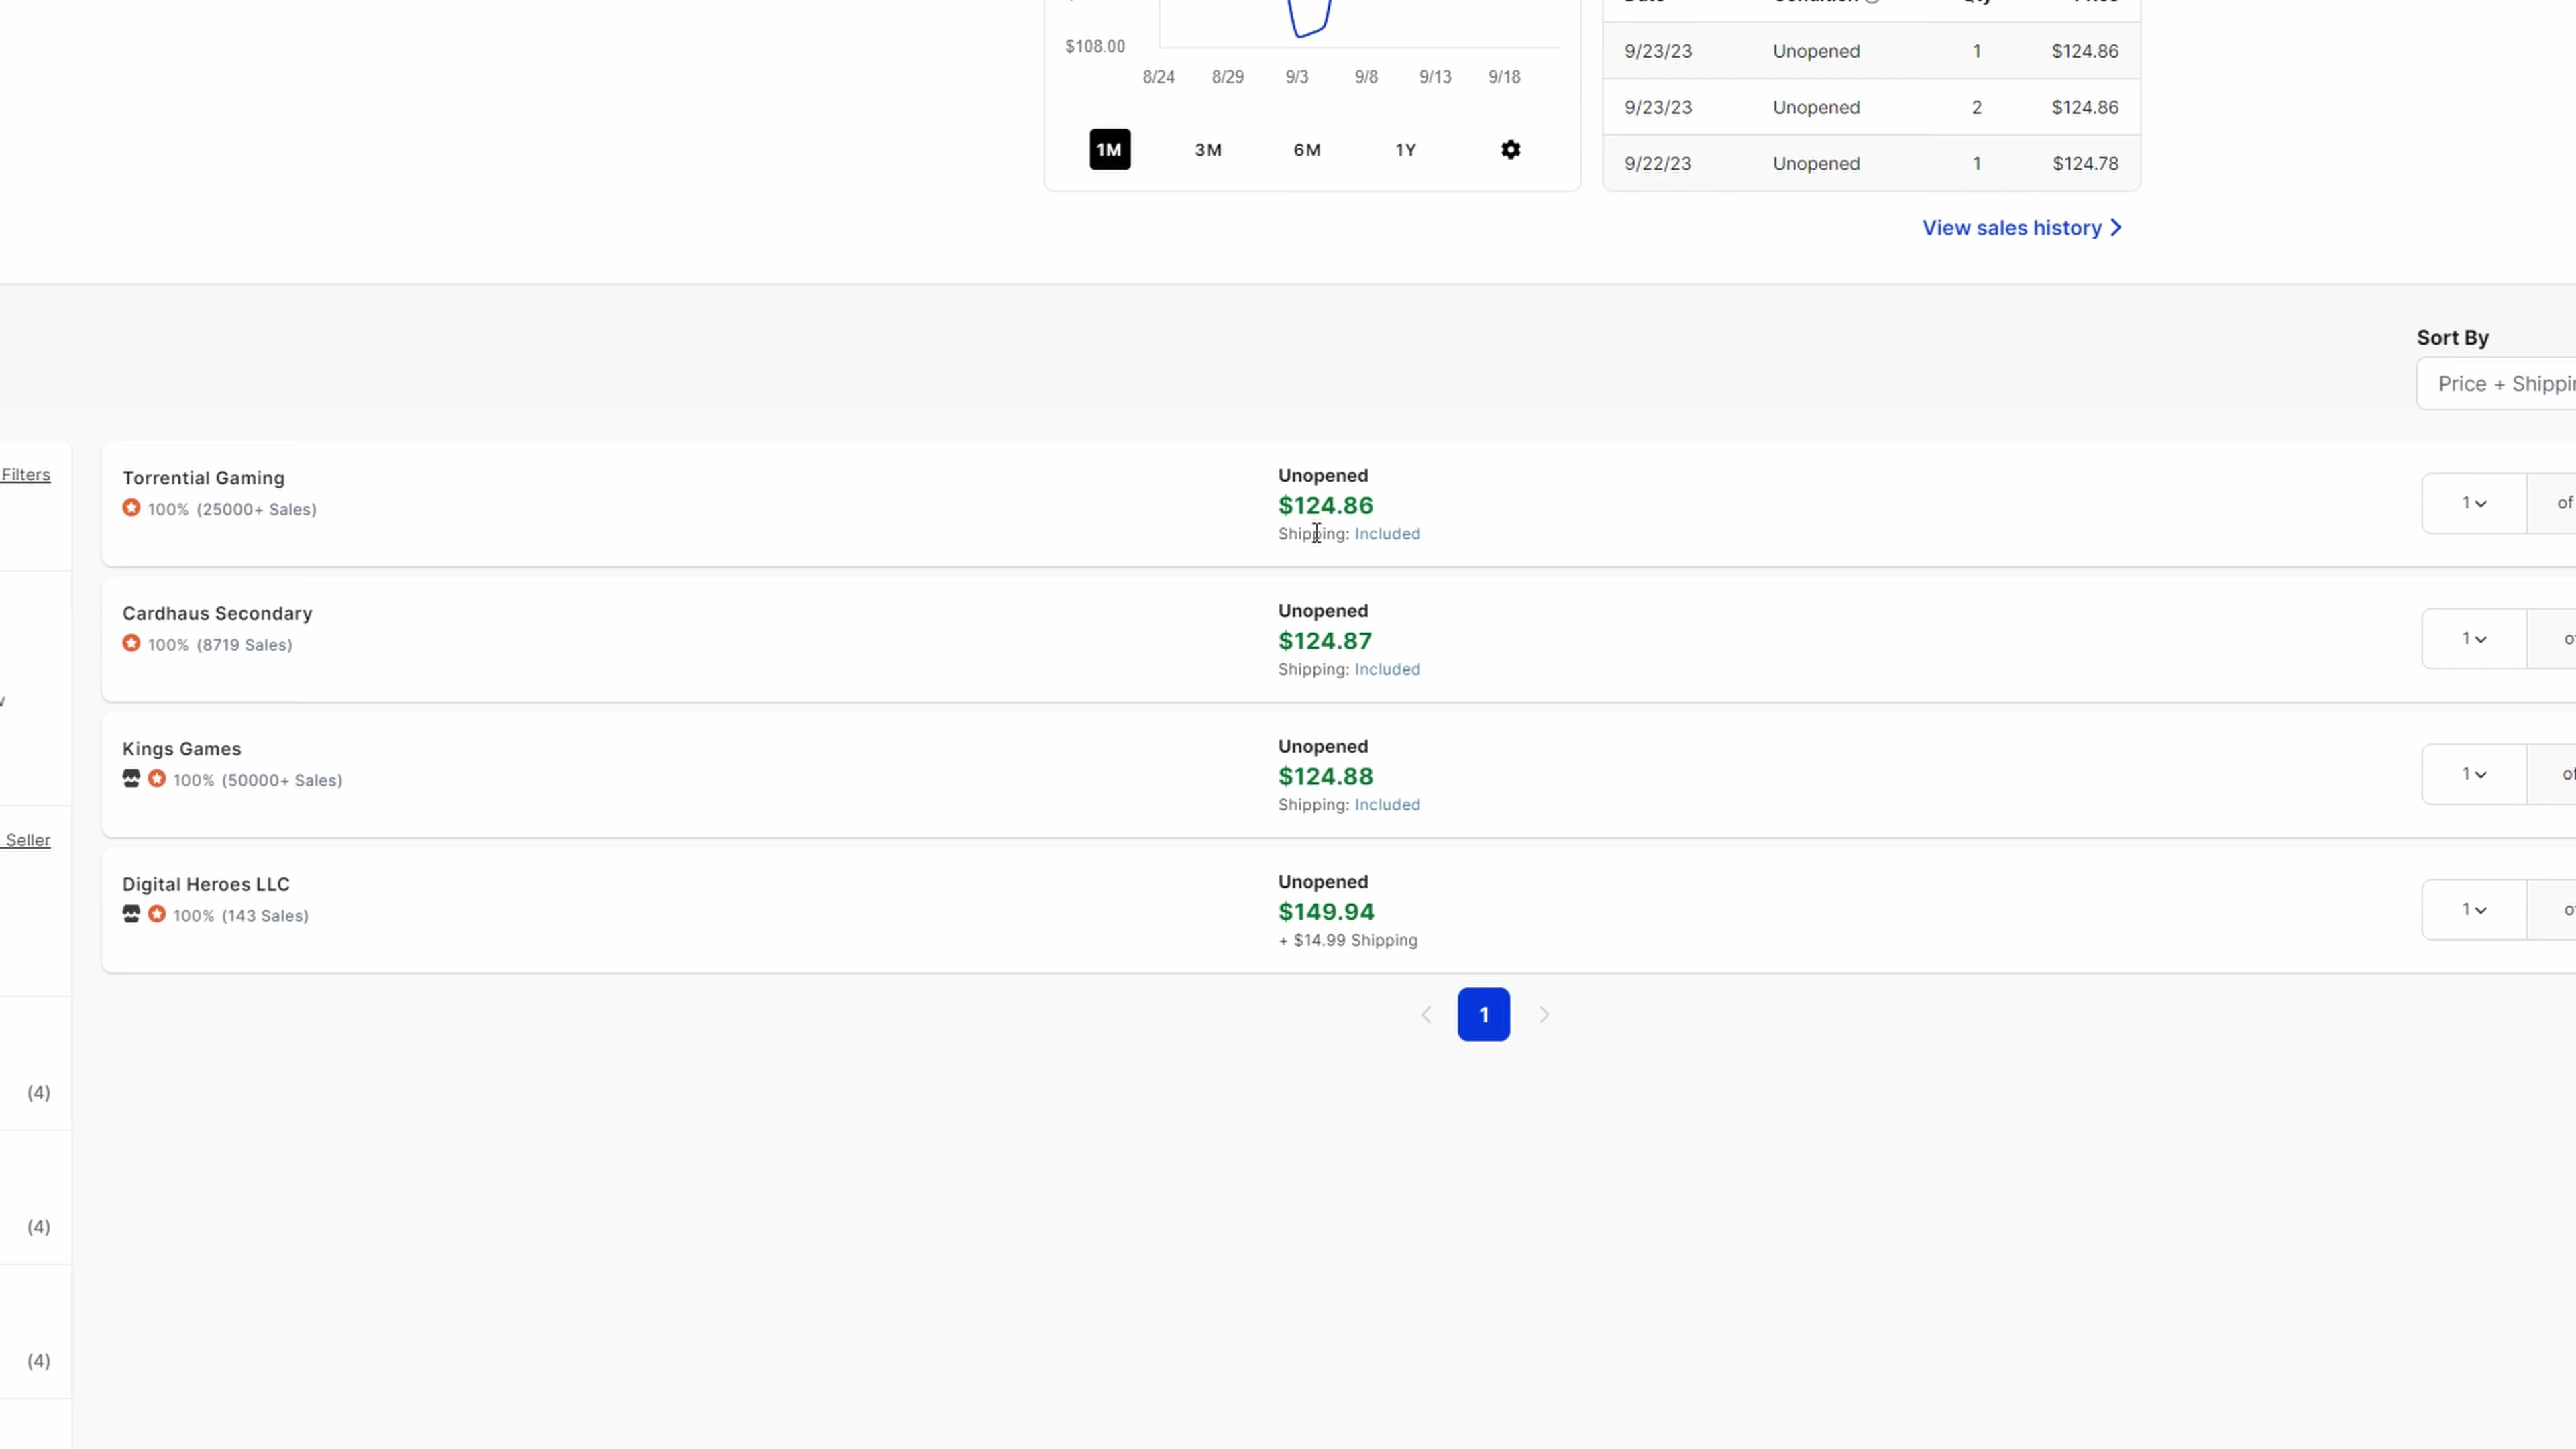 $108.00
8/24 8/29 9/3 9/8 9/13 9/18
1M 3M 6M 1Y
9/23/23 Unopened 1 $124.86
9/23/23 Unopened 2 $124.86
9/22/23 Unopened 1 $124.78
View sales history
Sort By
Price +
Filters
Seller
(4)
(4)
(4)
Torrential Gaming
100% (25000+ Sales)
Unopened
$124.86
Shipping: Included
1 of
Cardhaus Secondary
100% (8719 Sales)
Unopened
$124.87
Shipping: Included
1
Kings Games
100% (50000+ Sales)
Unopened
$124.88
Shipping: Included
1
Digital Heroes LLC
100% (143 Sales)
Unopened
$149.94
+ $14.99 Shipping
1
1